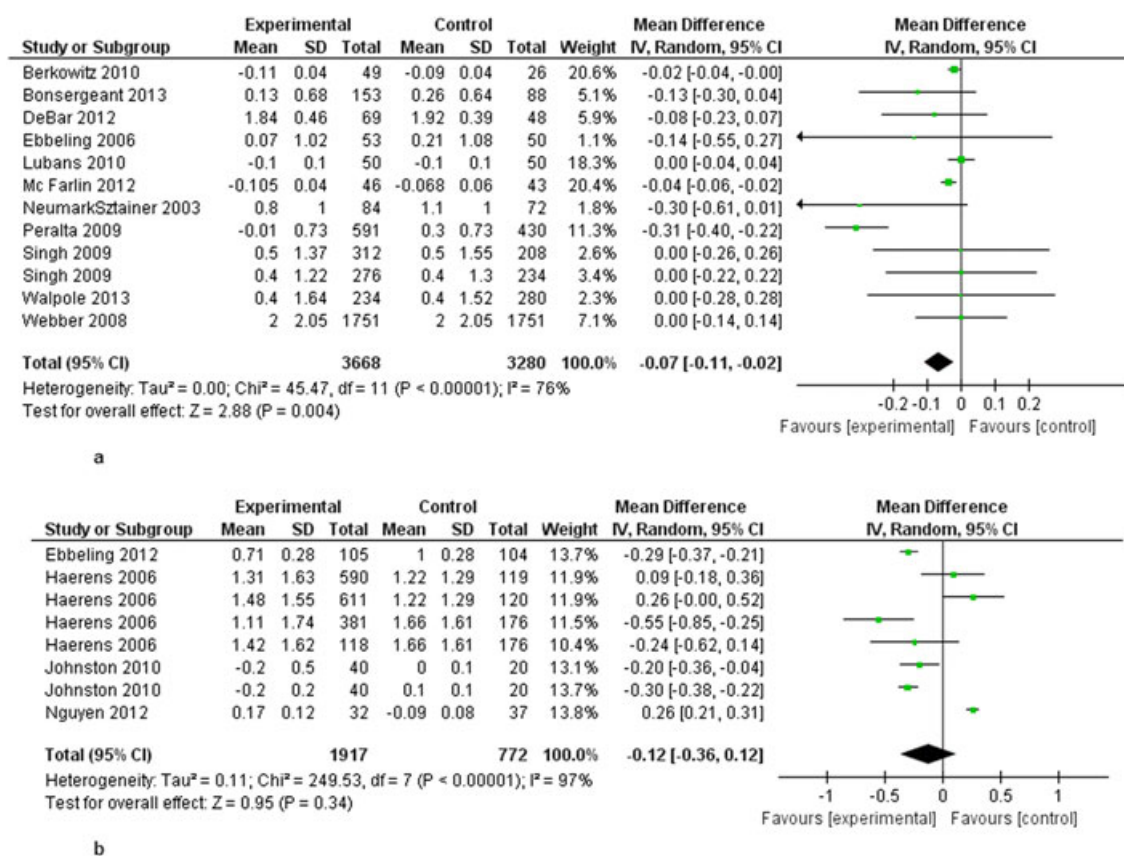 Experimental Control Mean Difference Mean Difference
Study or Subgroup Mean SD Total Mean SD Total Weight IV, Random, 95% CI IV, Random, 95% CI
Berkowitz 2010 -0.11 0.04 49 -0.09 0.04 26 20.6% -0.02 [-0.04, -0.00]
Bonsergeant 2013 0.13 0.68 153 0.26 0.64 88 5.1% -0.13 [-0.30, 0.04]
DeBar 2012 1.84 0.46 69 1.92 0.39 48 5.9% -0.08 [-0.23, 0.07]
Ebbeling 2006 0.07 1.02 53 0.21 1.08 50 1.1% -0.14 [-0.55, 0.27]
Lubans 2010 -0.1 0.1 50 -0.1 0.1 50 18.3% 0.00 [-0.04, 0.04]
Mc Farlin 2012 -0.105 0.04 46 -0.068 0.06 43 20.4% -0.04 [-0.06, -0.02]
NeumarkSztainer 2003 0.8 1 84 1.1 1 72 1.8% -0.30 [-0.61, 0.01]
Peralta 2009 -0.01 0.73 591 0.3 0.73 430 11.3% -0.31 [-0.40, -0.22]
Singh 2009 0.5 1.37 312 0.5 1.55 208 2.6% 0.00 [-0.26, 0.26]
Singh 2009 0.4 1.22 276 0.4 1.3 234 3.4% 0.00 [-0.22, 0.22]
Walpole 2013 0.4 1.64 234 0.4 1.52 280 2.3% 0.00 [-0.28, 0.28]
Webber 2008 2 2.05 1751 2 2.05 1751 7.1% 0.00 [-0.14, 0.14]
Total (95% CI) 3668 3280 100.0% -0.07 [-0.11, -0.02]
Heterogeneity: Tau² = 0.00; Chi² = 45.47, df = 11 (P < 0.00001); I² = 76%
Test for overall effect: Z = 2.88 (P = 0.004)
-0.2 -0.1 0 0.1 0.2
Favours [experimental] Favours [control]
a
Experimental Control Mean Difference Mean Difference
Study or Subgroup Mean SD Total Mean SD Total Weight IV, Random, 95% CI IV, Random, 95% CI
Ebbeling 2012 0.71 0.28 105 1 0.28 104 13.7% -0.29 [-0.37, -0.21]
Haerens 2006 1.31 1.63 590 1.22 1.29 119 11.9% 0.09 [-0.18, 0.36]
Haerens 2006 1.48 1.55 611 1.22 1.29 120 11.9% 0.26 [-0.00, 0.52]
Haerens 2006 1.11 1.74 381 1.66 1.61 176 11.4% -0.55 [-0.85, -0.25]
Haerens 2006 1.42 1.62 118 1.66 1.61 176 10.4% -0.24 [-0.62, 0.14]
Johnston 2010 -0.2 0.5 40 0 0.1 20 13.1% -0.20 [-0.36, -0.04]
Johnston 2010 -0.2 0.2 40 0.1 0.1 20 13.7% -0.30 [-0.38, -0.22]
Nguyen 2012 0.17 0.12 32 -0.09 0.08 37 13.8% 0.26 [0.21, 0.31]
Total (95% CI) 1917 772 100.0% -0.12 [-0.36, 0.12]
Heterogeneity: Tau² = 0.11; Chi² = 249.53, df = 7 (P < 0.00001); I² = 97%
Test for overall effect: Z = 0.95 (P = 0.34)
-1 -0.5 0 0.5 1
Favours [experimental] Favours [control]
b